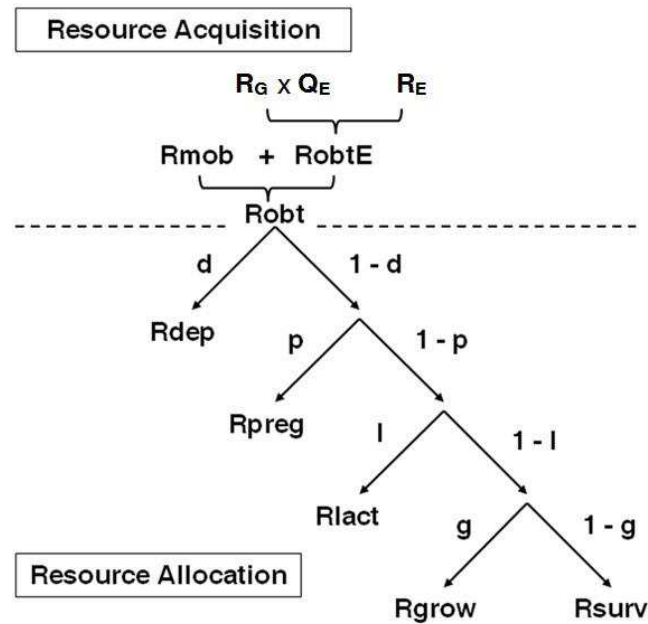 Resource Acquisition
RG X QE RE
Rmob + RobtE
Robt
d 1 - d
Rdep p 1 - p
Rpreg l 1 - l
Rlact g 1 - g
Resource Allocation
Rgrow Rsurv